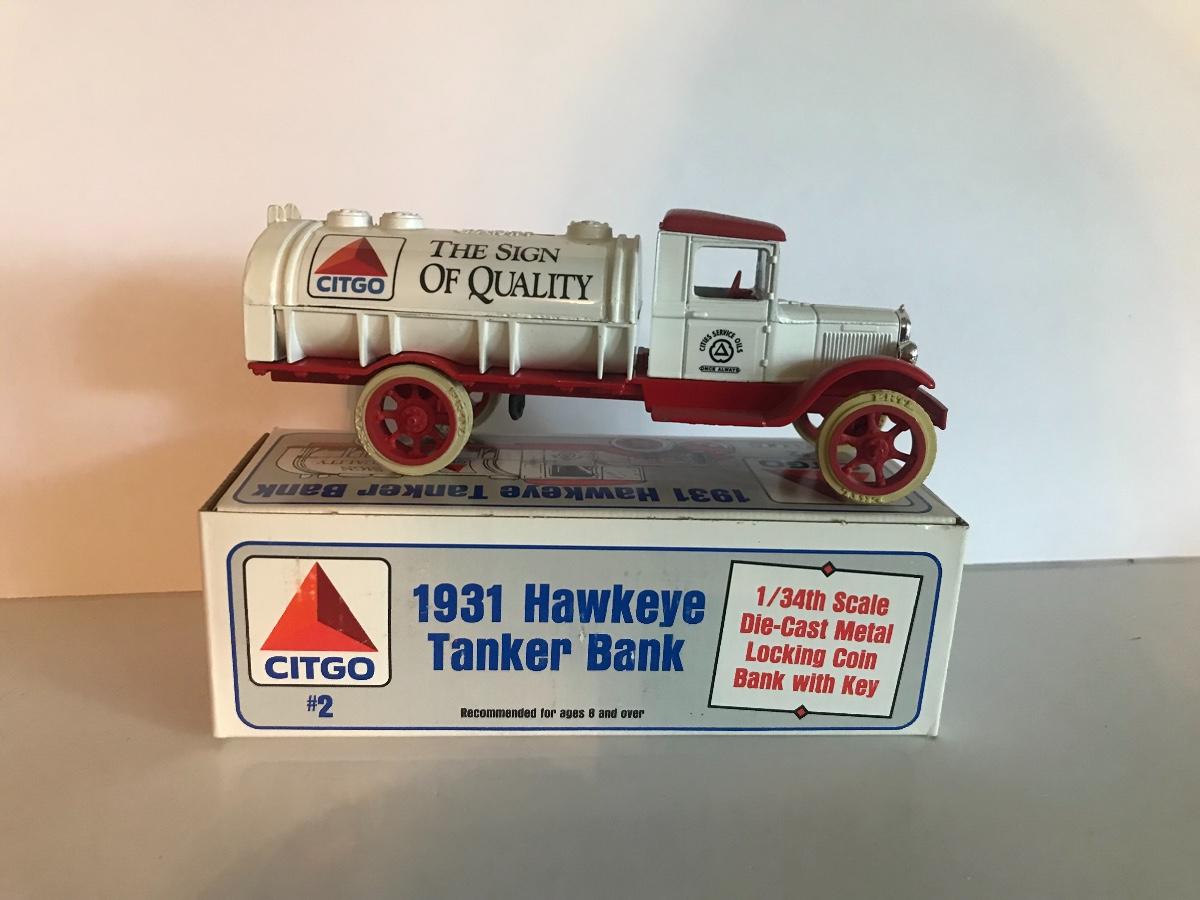 CITGO
THE SIGN
OF QUALITY
CITIES SERVICE OILS
ONCE ALWAYS
1931 Hawkeye Tanker Bank
CITGO
CITGO
#2
1931 Hawkeye
Tanker Bank
Recommended for ages 8 and over
1/34th Scale
Die-Cast Metal
Locking Coin
Bank with Key